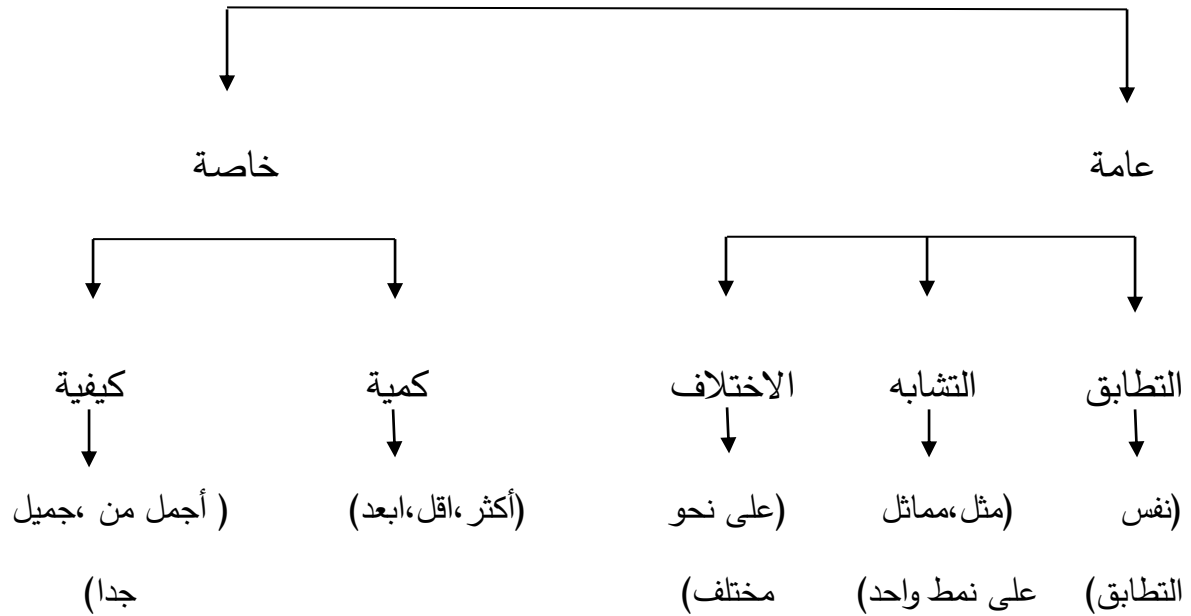 عامة خاصة
التطابق التشابه الاختلاف كمية كيفية
(نفس (مثل،مماثل (على نحو (أكثر،اقل،ابعد) ( أجمل من ،جميل
التطابق) على نمط واحد) مختلف) جدا)